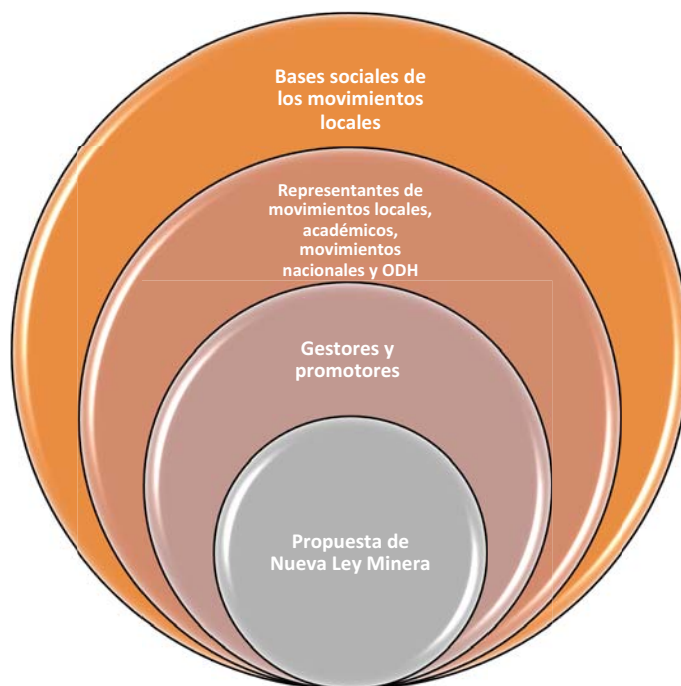 Bases sociales de
los movimientos
locales
Representantes de
movimientos locales,
académicos,
movimientos
nacionales y ODH
Gestores y
promotores
Propuesta de
Nueva Ley Minera